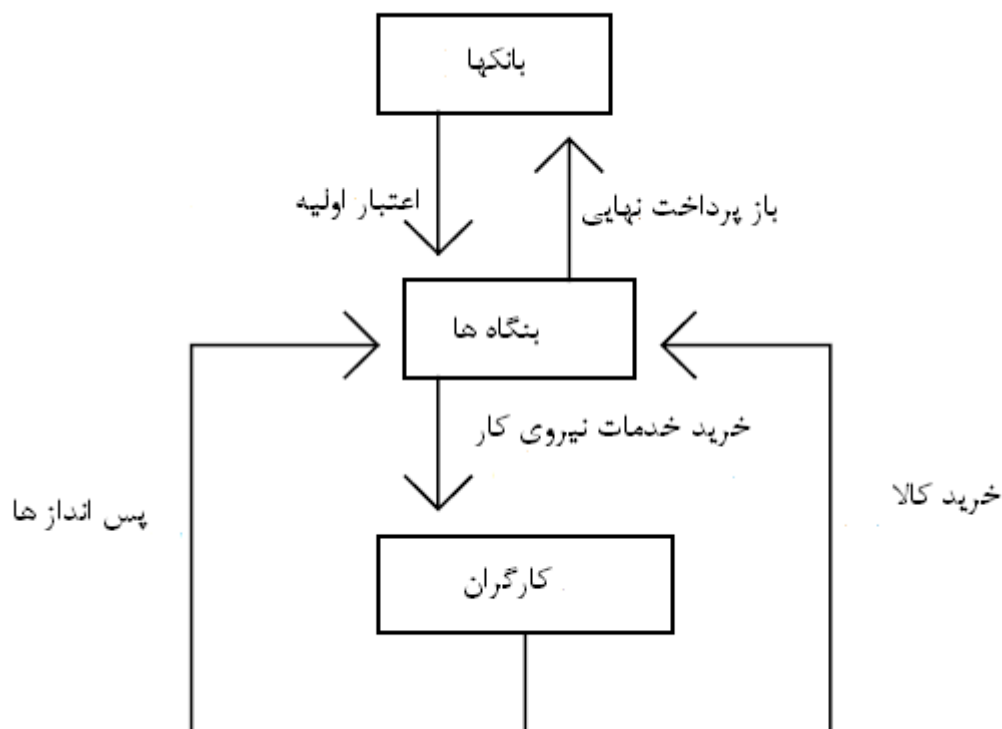 بانکها
اعتبار اولیه
باز پرداخت نهایی
بنگاه ها
خرید خدمات نیروی کار
خرید کالا
پس انداز ها
کارگران